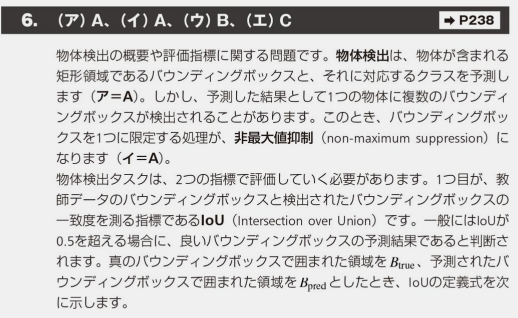 6. (ア) A、(イ) A、(ウ) B、(エ) C ➡ P238
物体検出の概要や評価指標に関する問題です。物体検出は、物体が含まれる
矩形領域であるバウンディングボックスと、それに対応するクラスを予測し
ます（ア＝A）。しかし、予測した結果として1つの物体に複数のバウンディ
ングボックスが検出されることがあります。このとき、バウンディングボッ
クスを1つに限定する処理が、非最大値抑制（non-maximum suppression）に
なります（イ＝A）。
物体検出タスクは、2つの指標で評価していく必要があります。1つ目が、教
師データのバウンディングボックスと検出されたバウンディングボックスの
一致度を測る指標であるIoU（Intersection over Union）です。一般にはIoUが
0.5を超える場合に、良いバウンディングボックスの予測結果であると判断さ
れます。真のバウンディングボックスで囲まれた領域を B_true、予測されたバ
ウンディングボックスで囲まれた領域を B_pred としたとき、IoUの定義式を次
に示します。